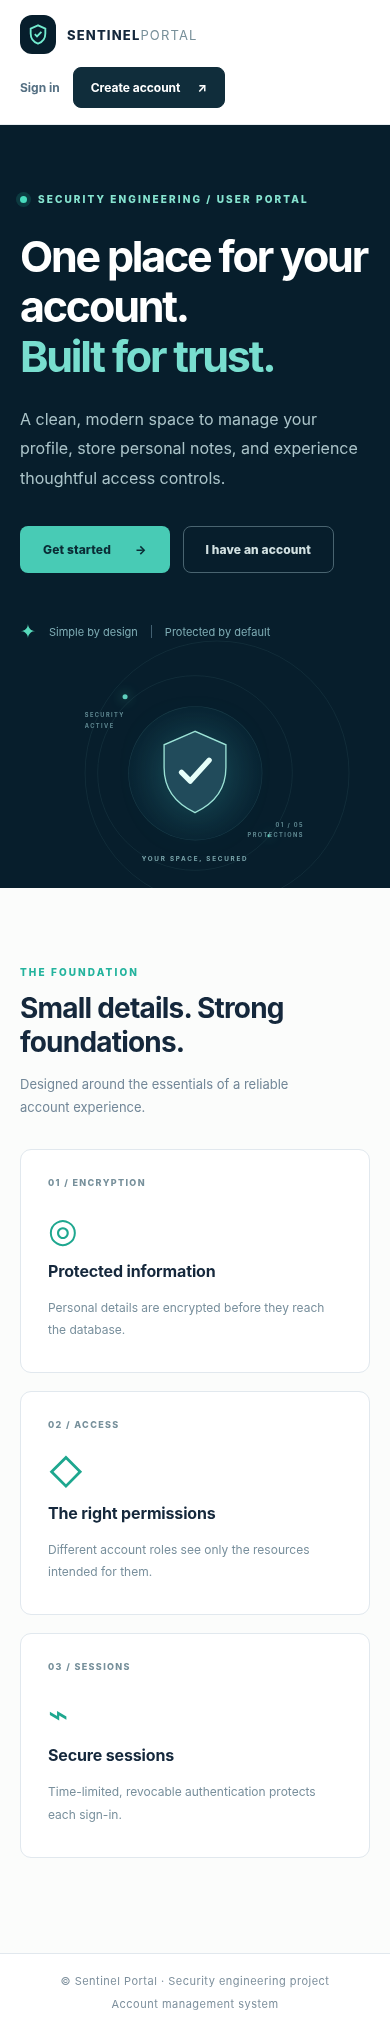 SENTINELPORTAL
Sign in
Create account ↗
SECURITY ENGINEERING / USER PORTAL
One place for your
account.
Built for trust.
A clean, modern space to manage your
profile, store personal notes, and experience
thoughtful access controls.
Get started →
I have an account
✦ Simple by design | Protected by default
SECURITY
ACTIVE
01 / 05
PROTECTIONS
YOUR SPACE, SECURED
THE FOUNDATION
Small details. Strong
foundations.
Designed around the essentials of a reliable
account experience.
01 / ENCRYPTION
Protected information
Personal details are encrypted before they reach
the database.
02 / ACCESS
The right permissions
Different account roles see only the resources
intended for them.
03 / SESSIONS
Secure sessions
Time-limited, revocable authentication protects
each sign-in.
© Sentinel Portal · Security engineering project
Account management system